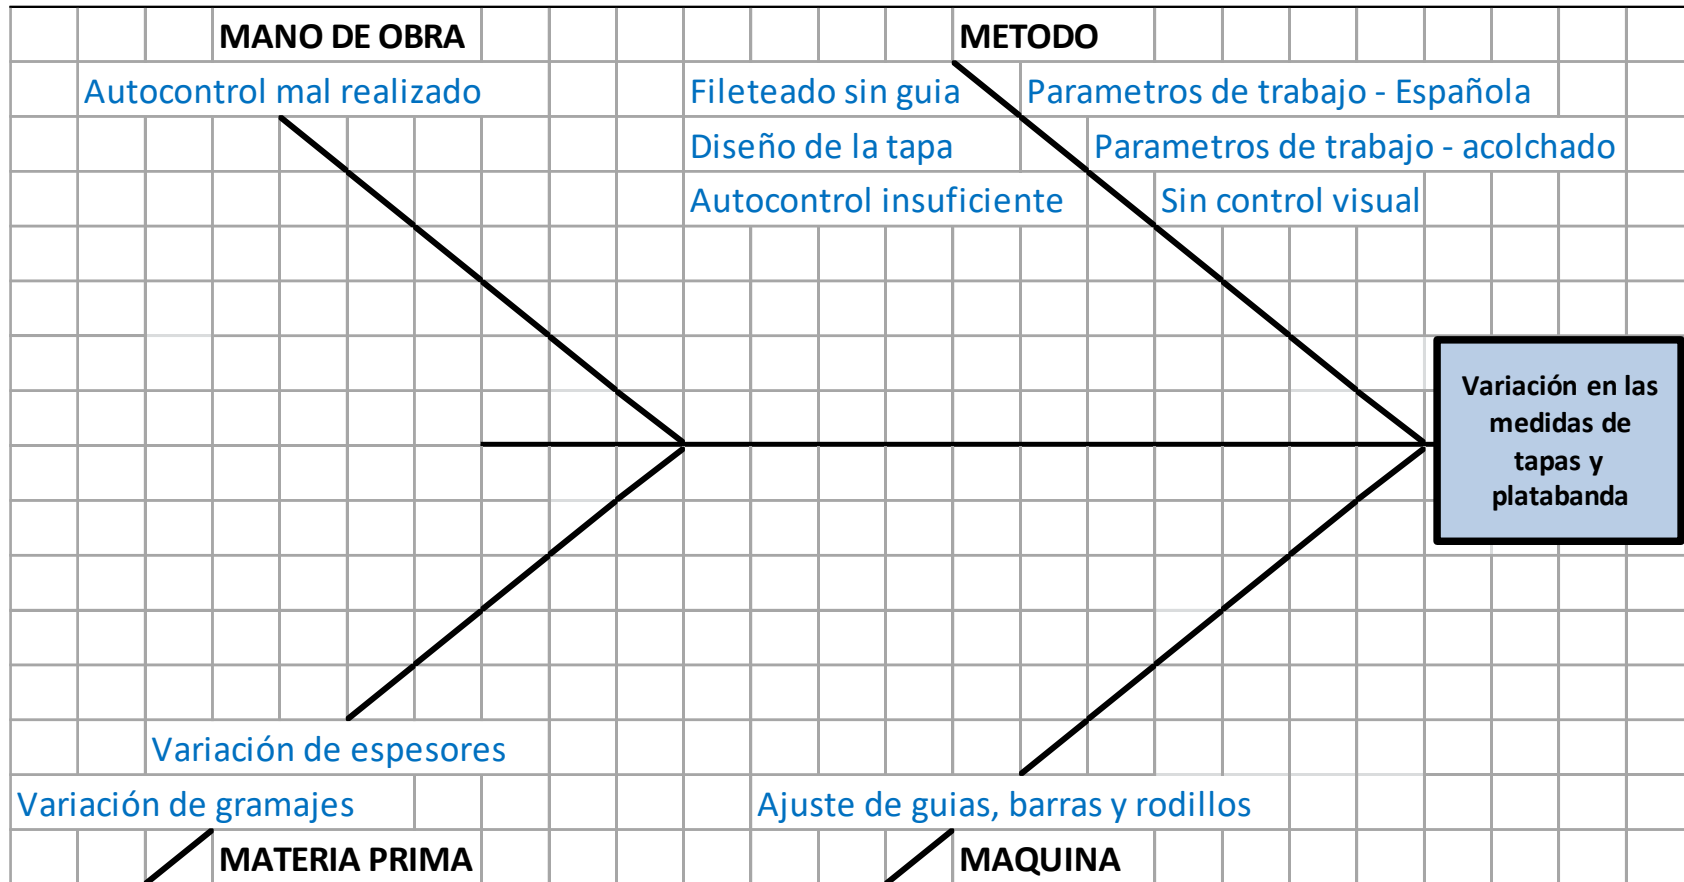 MANO DE OBRA
METODO
Autocontrol mal realizado
Fileteado sin guia
Parametros de trabajo - Española
Diseño de la tapa
Parametros de trabajo - acolchado
Autocontrol insuficiente
Sin control visual
Variación en las
medidas de
tapas y
platabanda
Variación de espesores
Variación de gramajes
Ajuste de guias, barras y rodillos
MATERIA PRIMA
MAQUINA